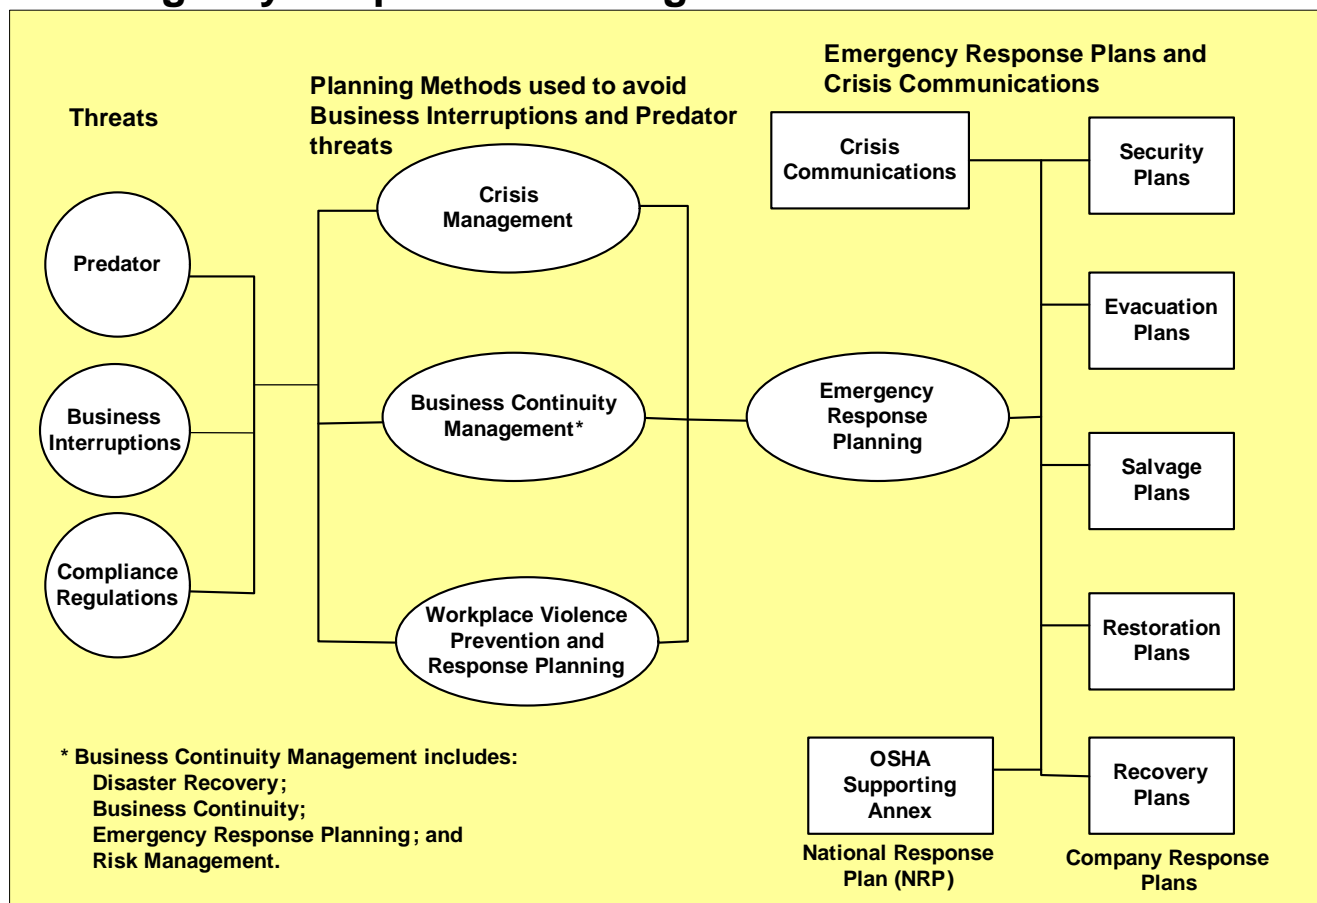 Threats
Planning Methods used to avoid
Business Interruptions and Predator
threats
Emergency Response Plans and
Crisis Communications
Predator
Business
Interruptions
Compliance
Regulations
Crisis
Management
Business Continuity
Management*
Workplace Violence
Prevention and
Response Planning
Emergency
Response
Planning
Crisis
Communications
Security
Plans
Evacuation
Plans
Salvage
Plans
Restoration
Plans
Recovery
Plans
OSHA
Supporting
Annex
National Response
Plan (NRP)
Company Response
Plans
* Business Continuity Management includes:
Disaster Recovery;
Business Continuity;
Emergency Response Planning; and
Risk Management.